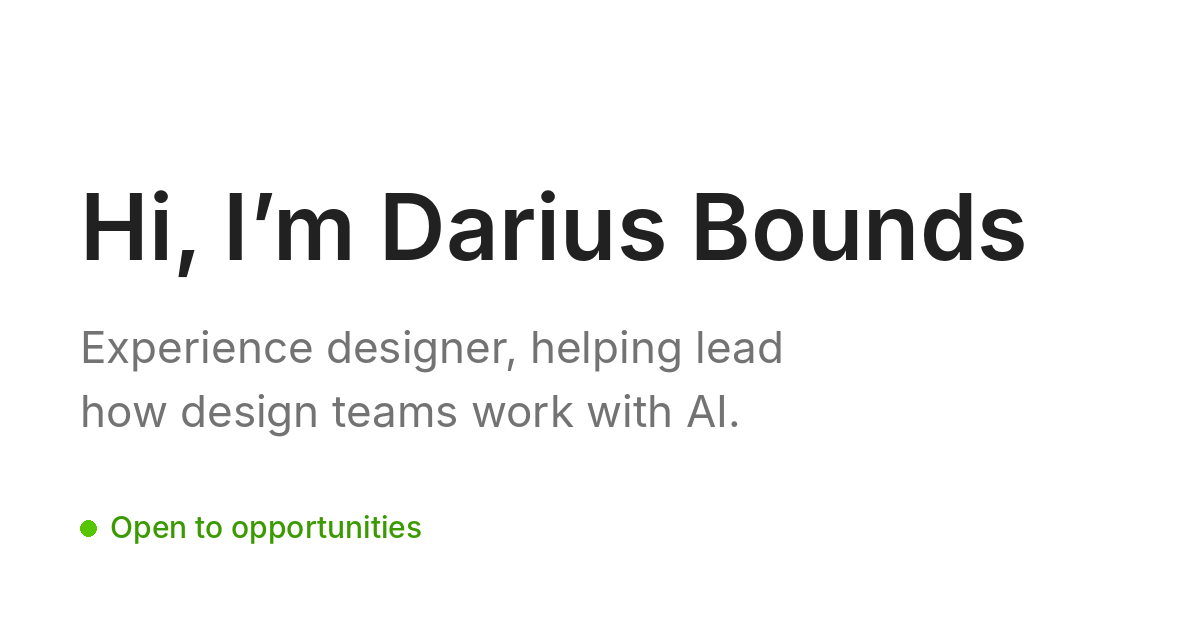 Hi, I’m Darius Bounds
Experience designer, helping lead
how design teams work with AI.
Open to opportunities